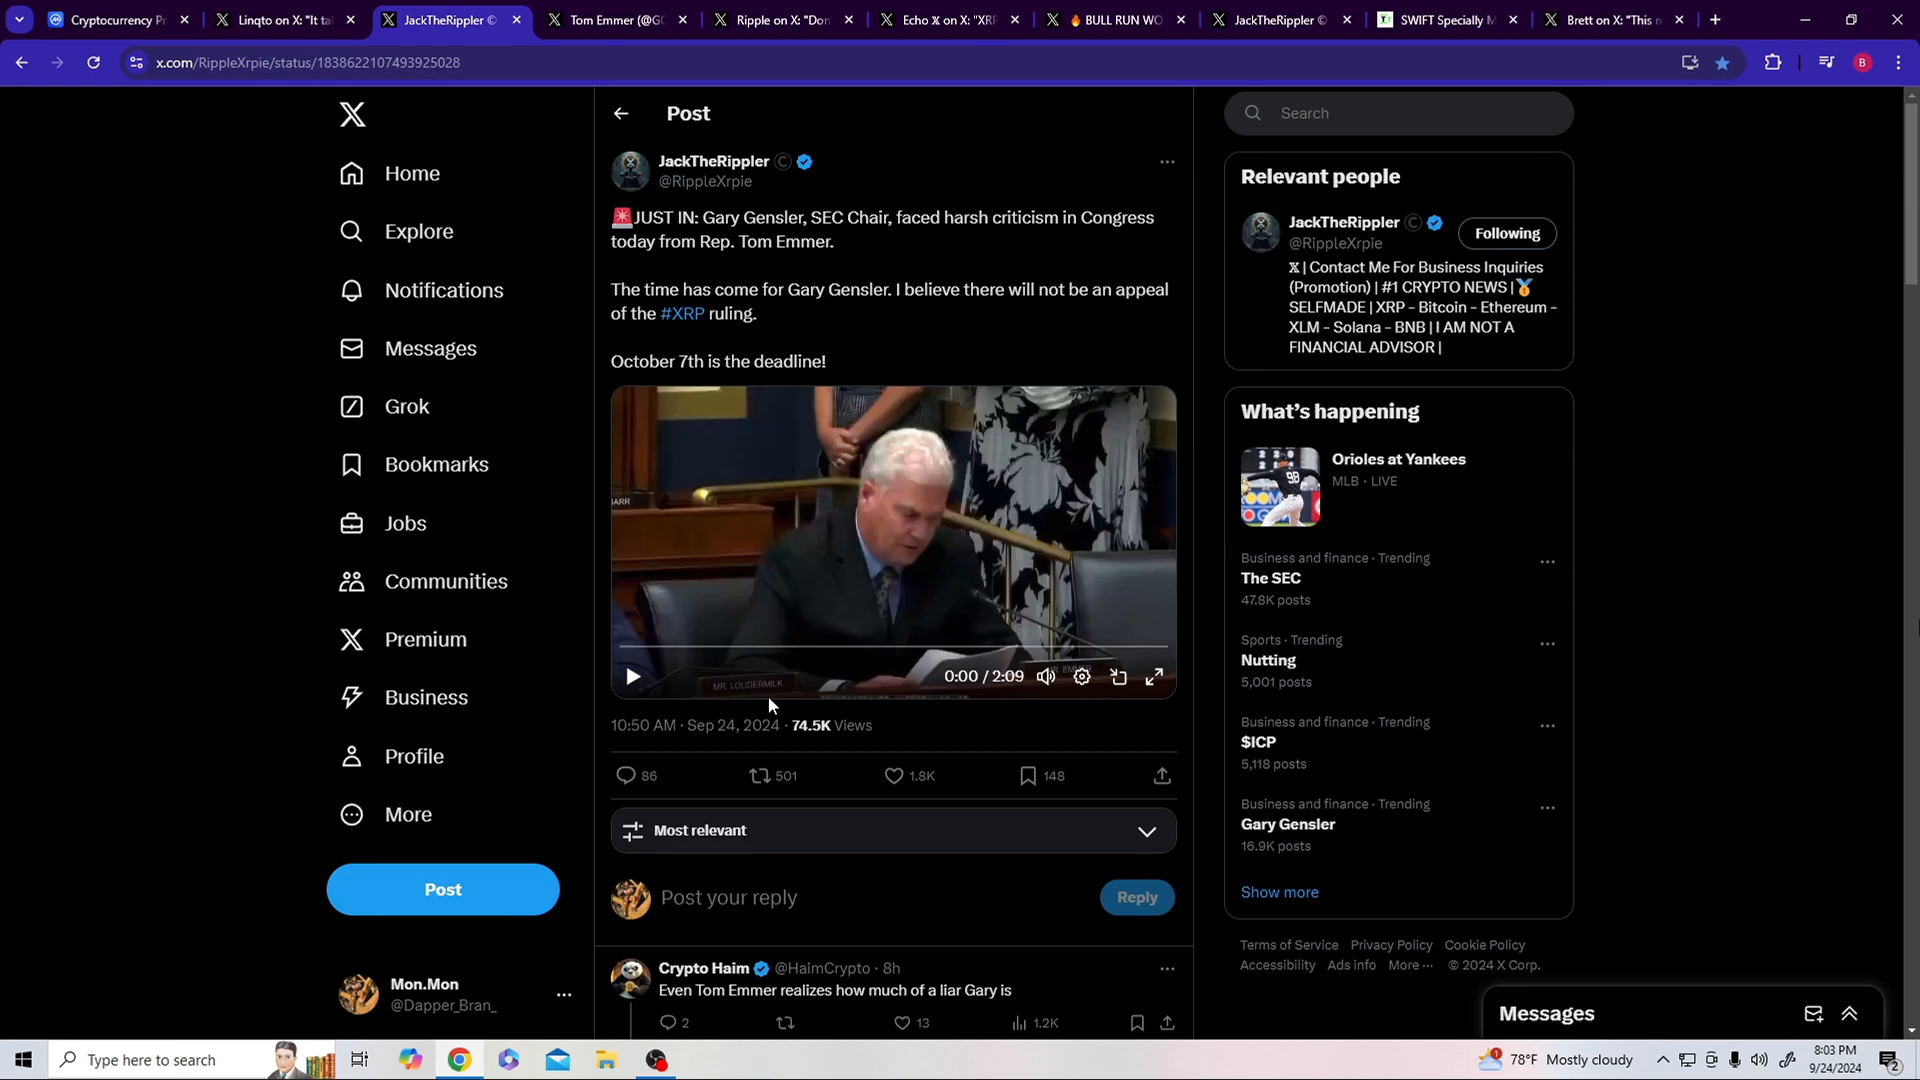 Cryptocurrency Pr
Linqto on X: "It ta
JackTheRippler ©
Tom Emmer (@GO
Ripple on X: "Don
Echo 𝕏 on X: "XRP
🔥BULL RUN WO
JackTheRippler ©
SWIFT Specially M
Brett on X: "This m
x.com/RippleXrpie/status/1838622107493925028
B
Home
Explore
Notifications
Messages
Grok
Bookmarks
Jobs
Communities
Premium
Business
Profile
More
Post
Mon.Mon
@Dapper_Bran_
Post
JackTheRippler ©
@RippleXrpie
🚨JUST IN: Gary Gensler, SEC Chair, faced harsh criticism in Congress
today from Rep. Tom Emmer.
The time has come for Gary Gensler. I believe there will not be an appeal
of the #XRP ruling.
October 7th is the deadline!
BARR
MR. LOUDERMILK
MR. EMMER
0:00 / 2:09
10:50 AM · Sep 24, 2024 · 74.5K Views
86 501 1.8K 148
Most relevant
Post your reply
Reply
Crypto Haim @HaimCrypto · 8h
Even Tom Emmer realizes how much of a liar Gary is
2 13 1.2K
Search
Relevant people
JackTheRippler ©
@RippleXrpie
Following
𝕏 | Contact Me For Business Inquiries
(Promotion) | #1 CRYPTO NEWS |🥇
SELFMADE | XRP - Bitcoin - Ethereum -
XLM - Solana - BNB | I AM NOT A
FINANCIAL ADVISOR |
What's happening
Orioles at Yankees
MLB · LIVE
Business and finance · Trending
The SEC
47.8K posts
Sports · Trending
Nutting
5,001 posts
Business and finance · Trending
$ICP
5,118 posts
Business and finance · Trending
Gary Gensler
16.9K posts
Show more
Terms of Service Privacy Policy Cookie Policy
Accessibility Ads info More ··· © 2024 X Corp.
Messages
Type here to search
78°F Mostly cloudy
8:03 PM
9/24/2024
2